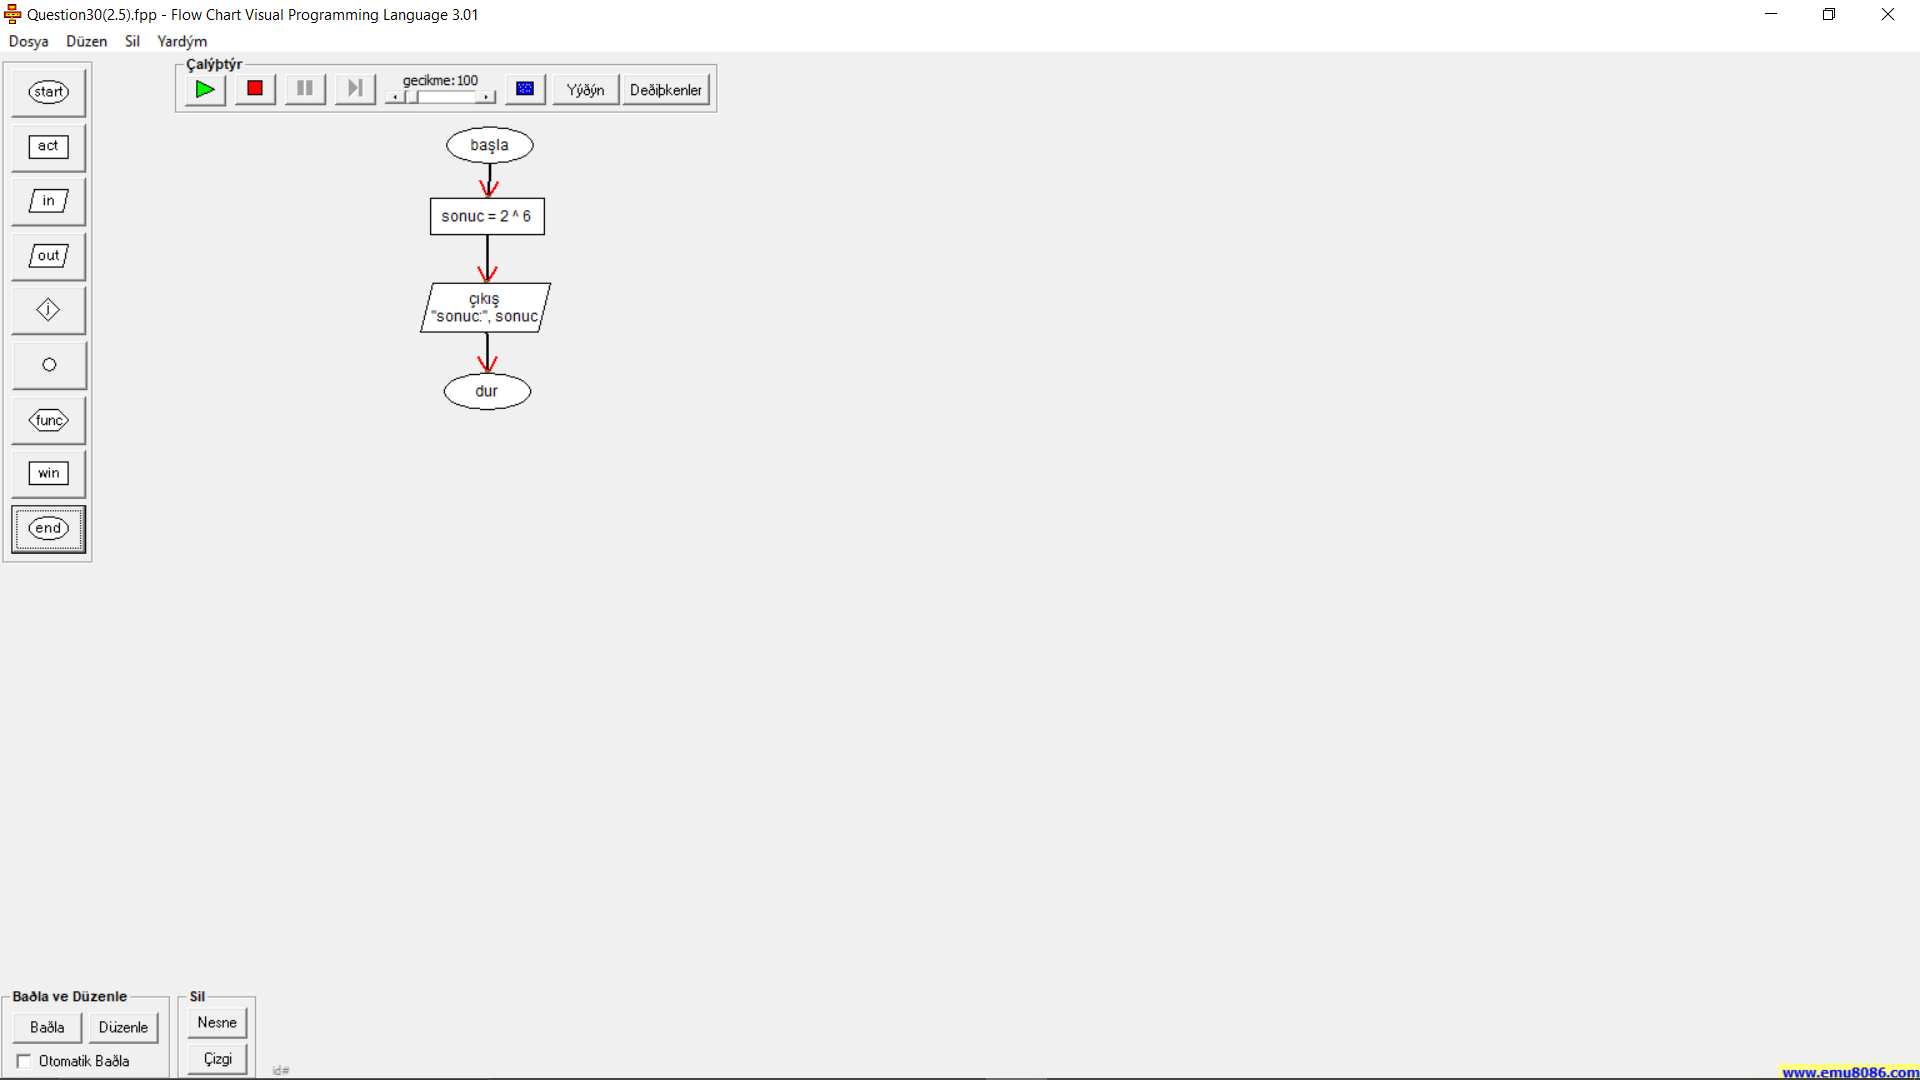 Question30(2.5).fpp - Flow Chart Visual Programming Language 3.01
Dosya Düzen Sil Yardým
Çalýþtýr
gecikme:100
Yýðýn
Deðiþkenler
start
act
in
out
j
func
win
end
başla
sonuc = 2 ^ 6
çıkış
"sonuc:", sonuc
dur
Baðla ve Düzenle
Baðla
Düzenle
Otomatik Baðla
Sil
Nesne
Çizgi
id#
www.emu8086.com